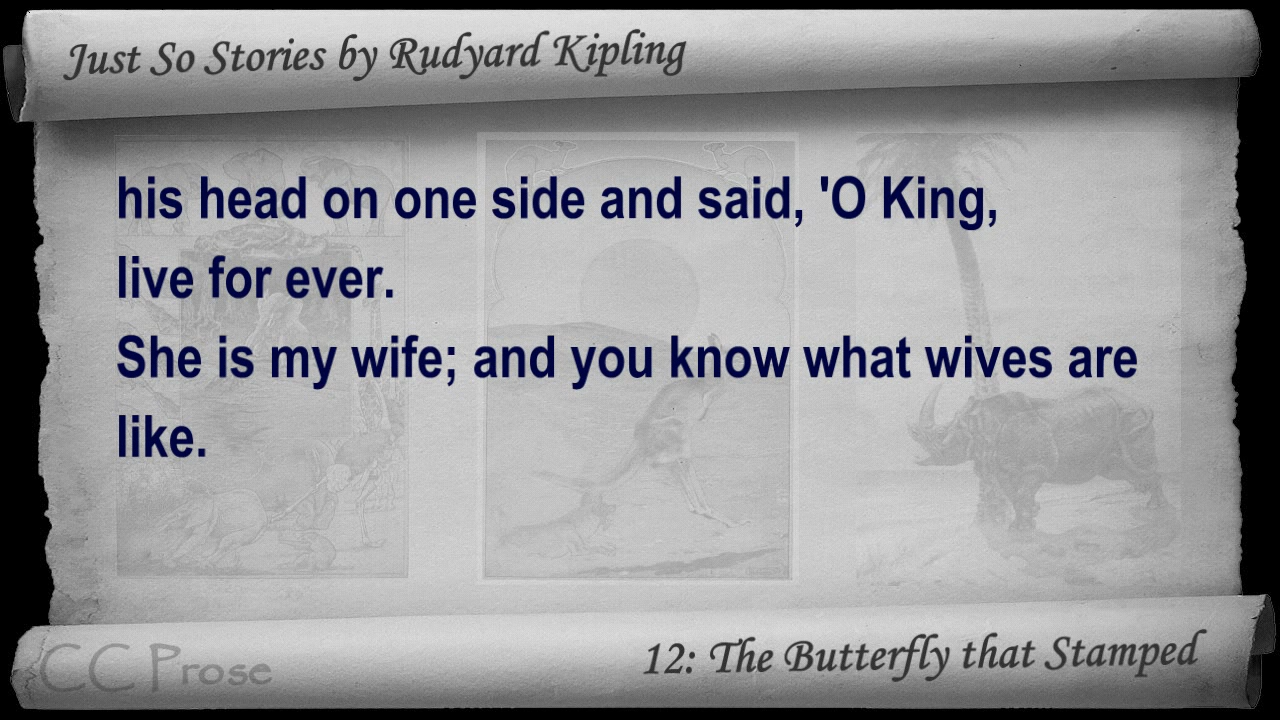 Just So Stories by Rudyard Kipling
his head on one side and said, 'O King,
live for ever.
She is my wife; and you know what wives are
like.
CC Prose
12: The Butterfly that Stamped